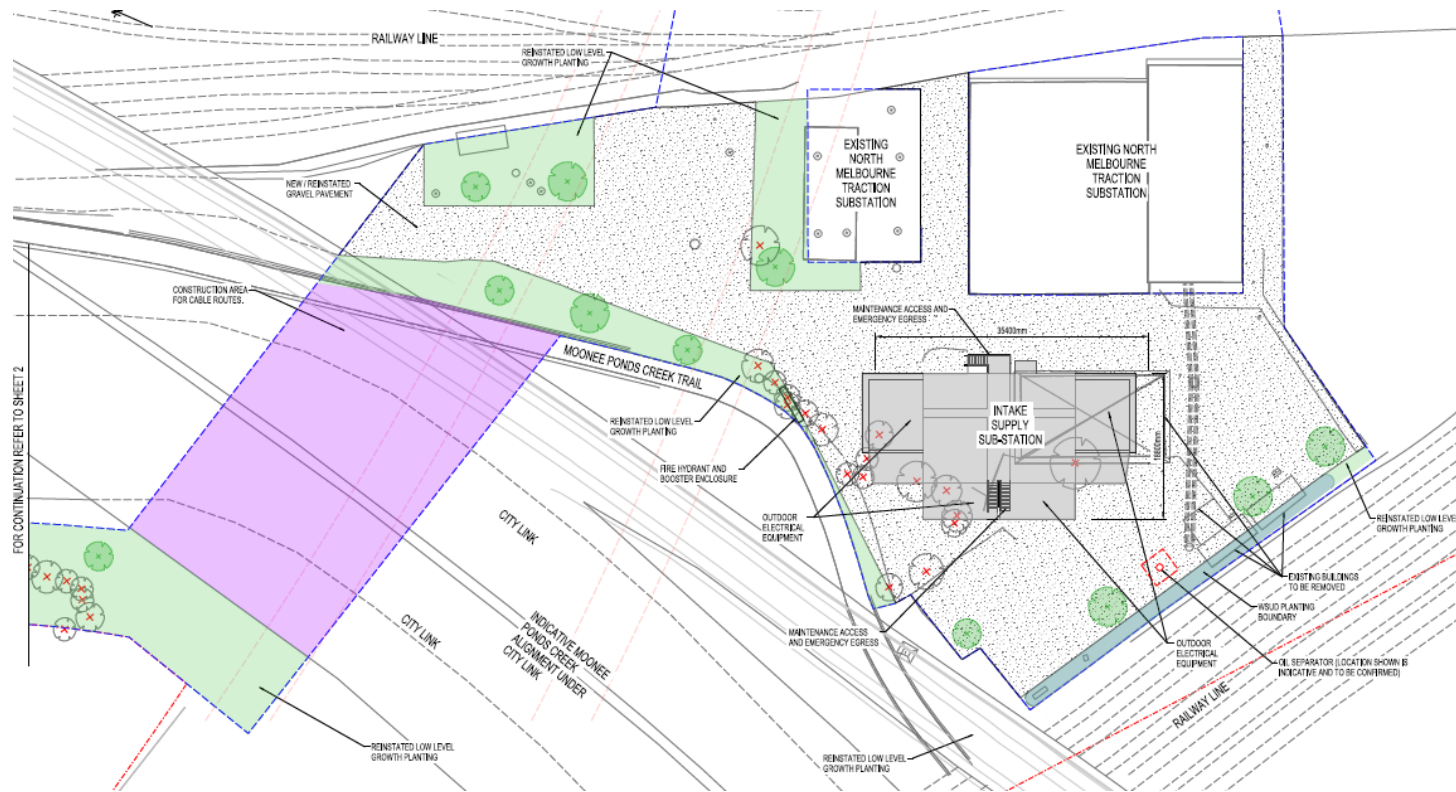 RAILWAY LINE
REINSTATED LOW LEVEL
GROWTH PLANTING
EXISTING
NORTH
MELBOURNE
TRACTION
SUBSTATION
EXISTING NORTH
MELBOURNE
TRACTION
SUBSTATION
NEW / REINSTATED
GRAVEL PAVEMENT
CONSTRUCTION AREA
FOR CABLE ROUTES.
MAINTENANCE ACCESS AND
EMERGENCY EGRESS
35400mm
MOONEE PONDS CREEK TRAIL
INTAKE
SUPPLY
SUB-STATION
REINSTATED LOW LEVEL
GROWTH PLANTING
FIRE HYDRANT AND
BOOSTER ENCLOSURE
FOR CONTINUATION REFER TO SHEET 2
CITY LINK
OUTDOOR
ELECTRICAL
EQUIPMENT
REINSTATED LOW LEVEL
GROWTH PLANTING
EXISTING BUILDINGS
TO BE REMOVED
WSUD PLANTING
BOUNDARY
CITY LINK
INDICATIVE MOONEE
PONDS CREEK
ALIGNMENT UNDER
CITY LINK
MAINTENANCE ACCESS
AND EMERGENCY EGRESS
OUTDOOR
ELECTRICAL
EQUIPMENT
OIL SEPARATOR (LOCATION SHOWN IS
INDICATIVE AND TO BE CONFIRMED)
RAILWAY LINE
REINSTATED LOW LEVEL
GROWTH PLANTING
REINSTATED LOW LEVEL
GROWTH PLANTING